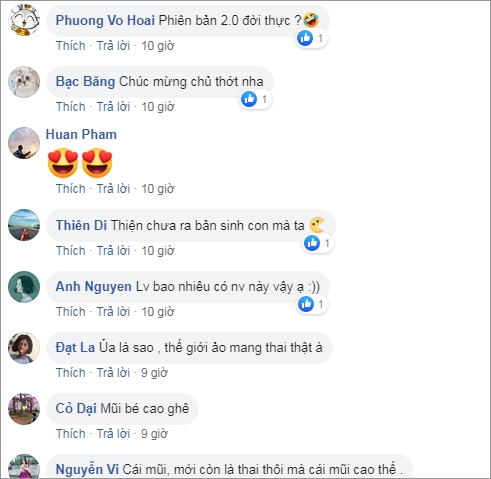 Phuong Vo Hoai Phiên bản 2.0 đời thực ?🤣
1
Thích · Trả lời · 10 giờ
Bạc Băng Chúc mừng chủ thớt nha
1
Thích · Trả lời · 10 giờ
Huan Pham
😍😍
Thích · Trả lời · 10 giờ
Thiên Di Thiện chưa ra bản sinh con mà ta
1
Thích · Trả lời · 10 giờ
Anh Nguyen Lv bao nhiêu có nv này vậy ạ :))
1
Thích · Trả lời · 10 giờ
Đạt La Ủa là sao , thế giới ảo mang thai thật à
Thích · Trả lời · 9 giờ
Cỏ Dại Mũi bé cao ghê
Thích · Trả lời · 9 giờ
Nguyễn Vi Cái mũi, mới còn là thai thôi mà cái mũi cao thế .